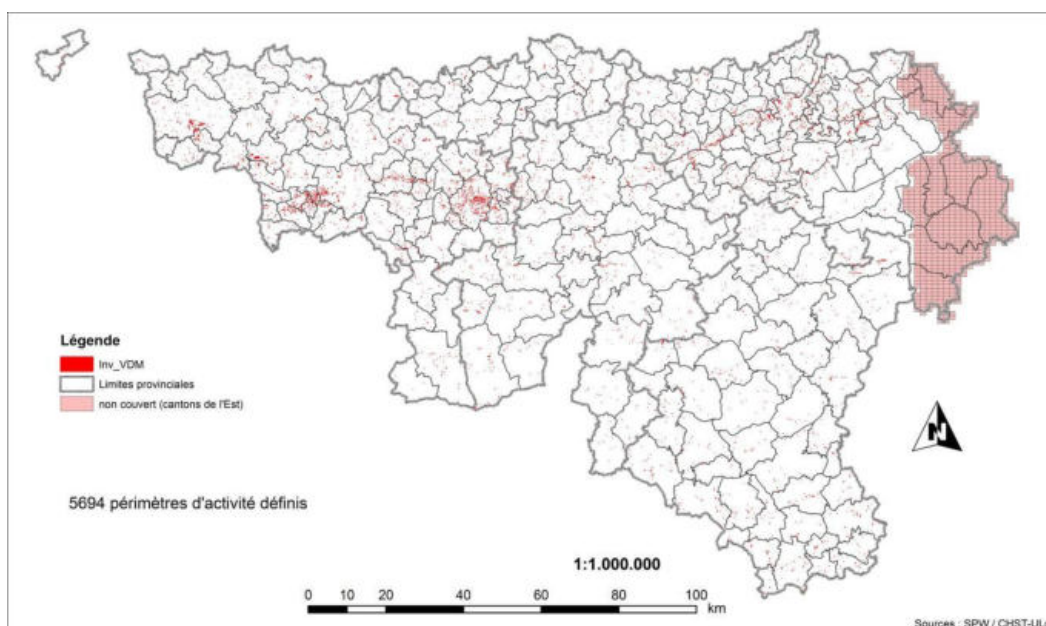 Légende
Inv_VDM
Limites provinciales
non couvert (cantons de l'Est)
N
5694 périmètres d'activité définis
1:1.000.000
0 10 20 40 60 80 100
km
Sources : SPW / CHST-UL